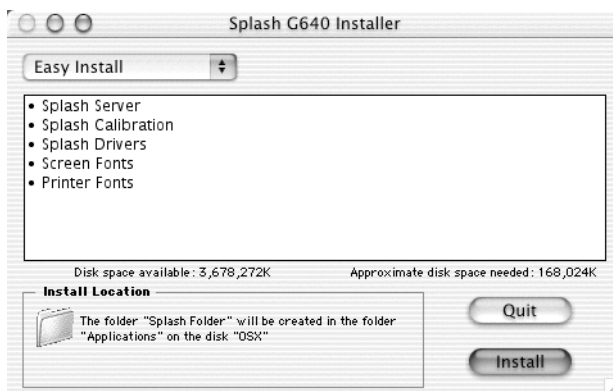 Splash G640 Installer
Easy Install
• Splash Server
• Splash Calibration
• Splash Drivers
• Screen Fonts
• Printer Fonts
Disk space available: 3,678,272K Approximate disk space needed: 168,024K
Install Location
The folder "Splash Folder" will be created in the folder
"Applications" on the disk "OSX"
Quit
Install